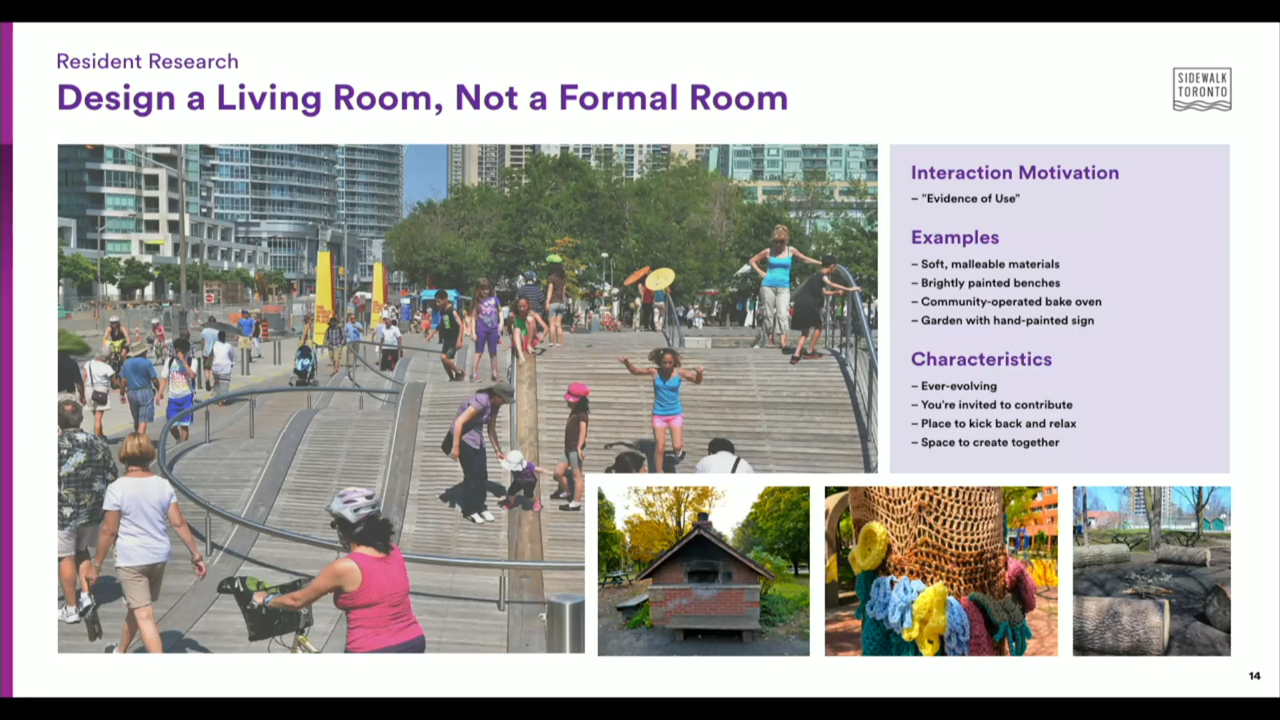 Resident Research
Design a Living Room, Not a Formal Room
SIDEWALK
TORONTO
Interaction Motivation
– "Evidence of Use"
Examples
– Soft, malleable materials
– Brightly painted benches
– Community-operated bake oven
– Garden with hand-painted sign
Characteristics
– Ever-evolving
– You're invited to contribute
– Place to kick back and relax
– Space to create together
14